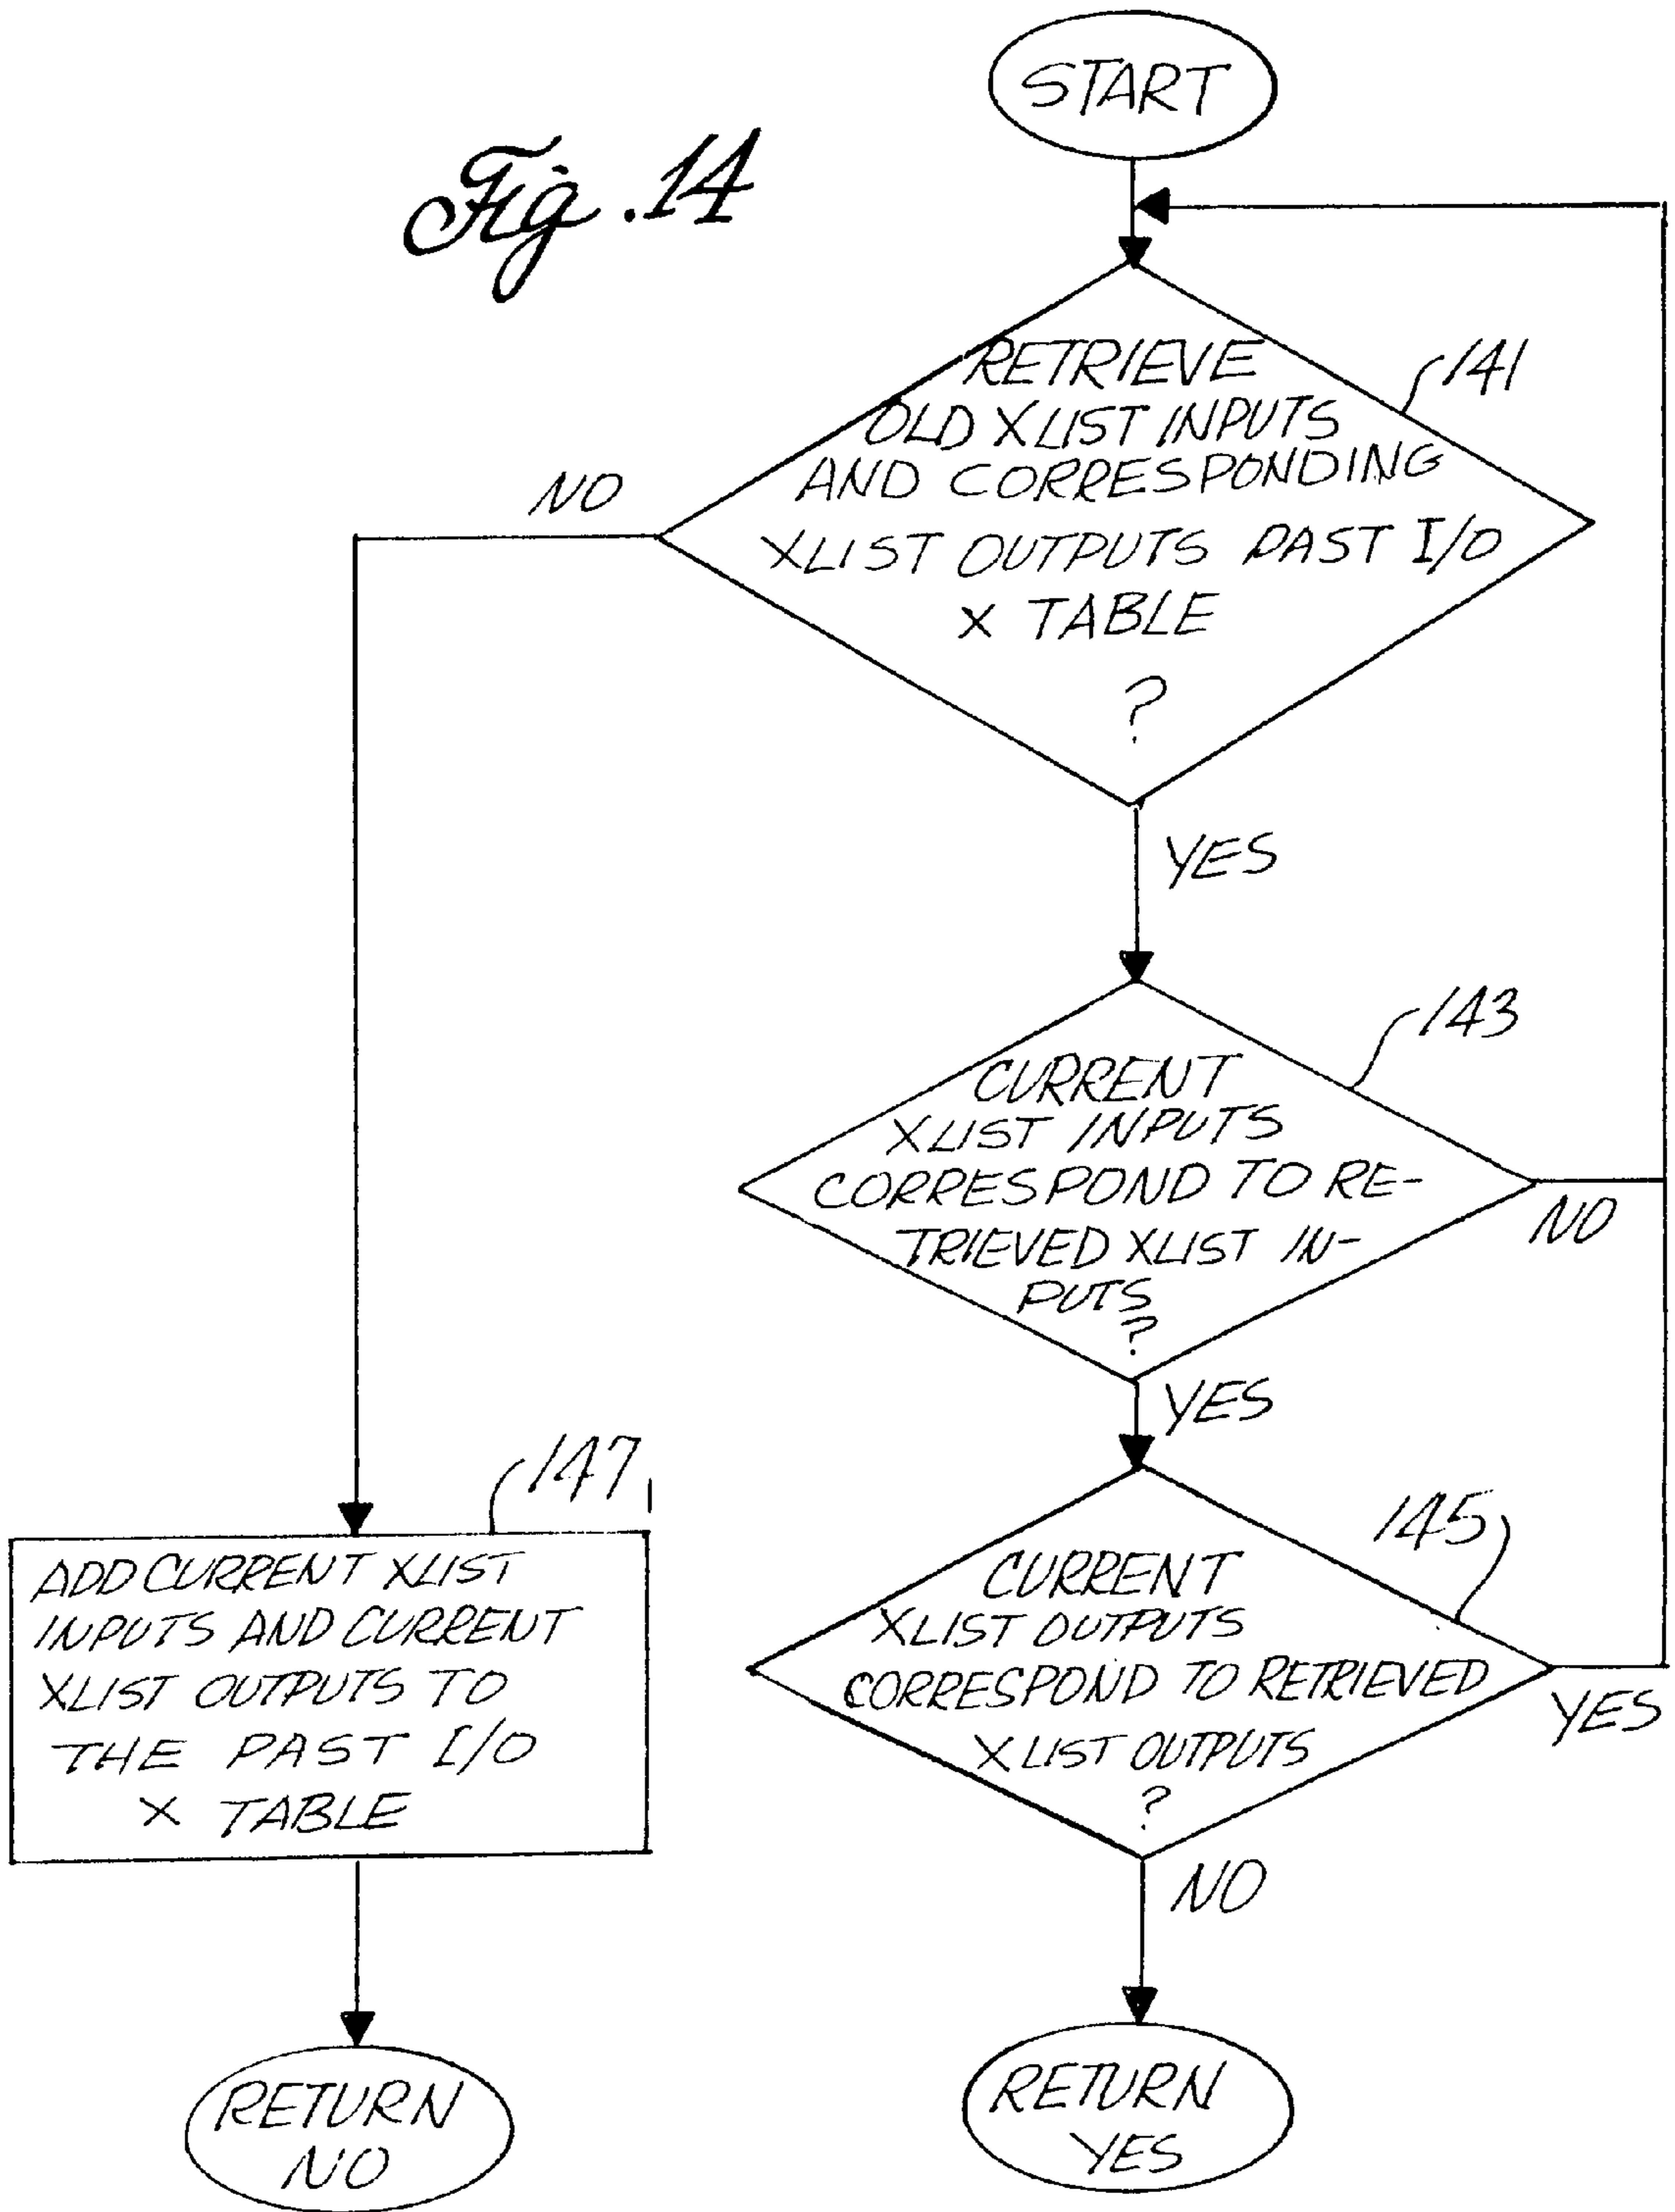 START
Fig. 14
RETRIEVE
OLD XLIST INPUTS
AND CORRESPONDING
XLIST OUTPUTS PAST I/O
X TABLE
?
141
NO
YES
143
CURRENT
XLIST INPUTS
CORRESPOND TO RE-
TRIEVED XLIST IN-
PUTS
?
NO
YES
147
145
ADD CURRENT XLIST
INPUTS AND CURRENT
XLIST OUTPUTS TO
THE PAST I/O
X TABLE
CURRENT
XLIST OUTPUTS
CORRESPOND TO RETRIEVED
XLIST OUTPUTS
?
YES
NO
RETURN
NO
RETURN
YES